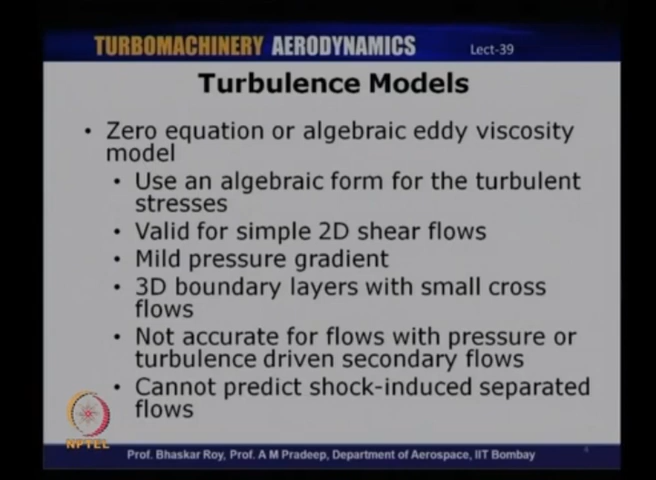 TURBOMACHINERY AERODYNAMICS Lect-39
Turbulence Models
• Zero equation or algebraic eddy viscosity
model
• Use an algebraic form for the turbulent
stresses
• Valid for simple 2D shear flows
• Mild pressure gradient
• 3D boundary layers with small cross
flows
• Not accurate for flows with pressure or
turbulence driven secondary flows
• Cannot predict shock-induced separated
flows
NPTEL
Prof. Bhaskar Roy, Prof. A M Pradeep, Department of Aerospace, IIT Bombay
4